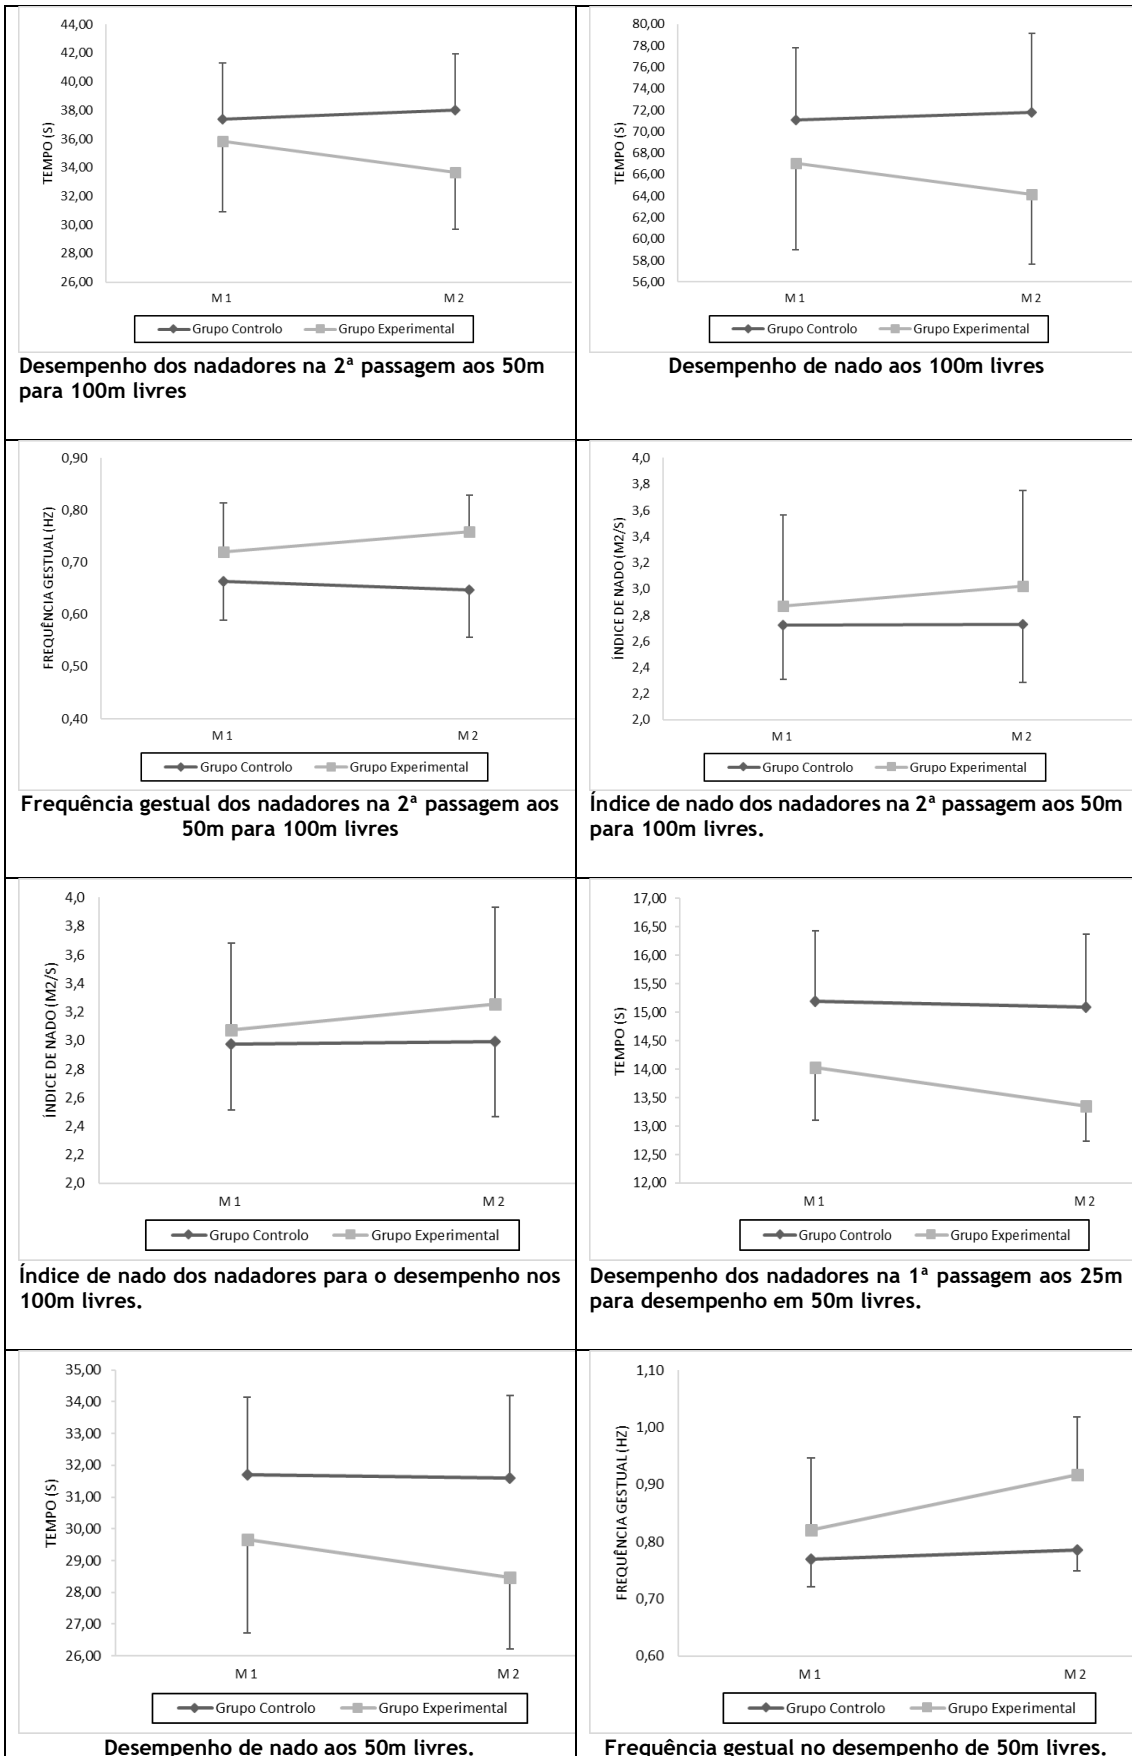 44,00
42,00
40,00
38,00
36,00
34,00
32,00
30,00
28,00
26,00
TEMPO (S)
M 1 M 2
Grupo Controlo Grupo Experimental
Desempenho dos nadadores na 2ª passagem aos 50m
para 100m livres
80,00
78,00
76,00
74,00
72,00
70,00
68,00
66,00
64,00
62,00
60,00
58,00
56,00
TEMPO (S)
M 1 M 2
Grupo Controlo Grupo Experimental
Desempenho de nado aos 100m livres
0,90
0,80
0,70
0,60
0,50
0,40
FREQUÊNCIA GESTUAL (HZ)
M 1 M 2
Grupo Controlo Grupo Experimental
Frequência gestual dos nadadores na 2ª passagem aos
50m para 100m livres
4,0
3,8
3,6
3,4
3,2
3,0
2,8
2,6
2,4
2,2
2,0
ÍNDICE DE NADO (M2/S)
M 1 M 2
Grupo Controlo Grupo Experimental
Índice de nado dos nadadores na 2ª passagem aos 50m
para 100m livres.
4,0
3,8
3,6
3,4
3,2
3,0
2,8
2,6
2,4
2,2
2,0
ÍNDICE DE NADO (M2/S)
M 1 M 2
Grupo Controlo Grupo Experimental
Índice de nado dos nadadores para o desempenho nos
100m livres.
17,00
16,50
16,00
15,50
15,00
14,50
14,00
13,50
13,00
12,50
12,00
TEMPO (S)
M 1 M 2
Grupo Controlo Grupo Experimental
Desempenho dos nadadores na 1ª passagem aos 25m
para desempenho em 50m livres.
35,00
34,00
33,00
32,00
31,00
30,00
29,00
28,00
27,00
26,00
TEMPO (S)
M 1 M 2
Grupo Controlo Grupo Experimental
Desempenho de nado aos 50m livres.
1,10
1,00
0,90
0,80
0,70
0,60
FREQUÊNCIA GESTUAL (HZ)
M 1 M 2
Grupo Controlo Grupo Experimental
Frequência gestual no desempenho de 50m livres.